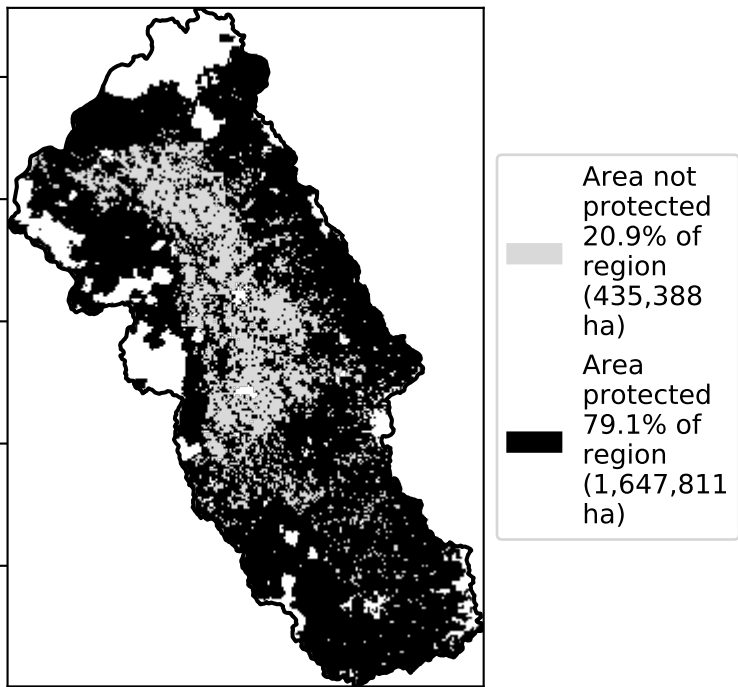 Area not
protected
20.9% of
region
(435,388
ha)
Area
protected
79.1% of
region
(1,647,811
ha)